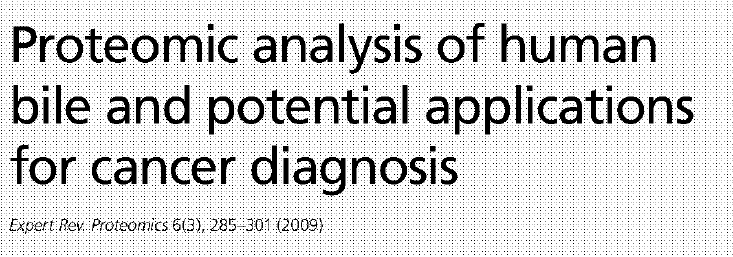 Proteomic analysis of human
bile and potential applications
for cancer diagnosis
Expert Rev. Proteomics 6(3), 285–301 (2009)